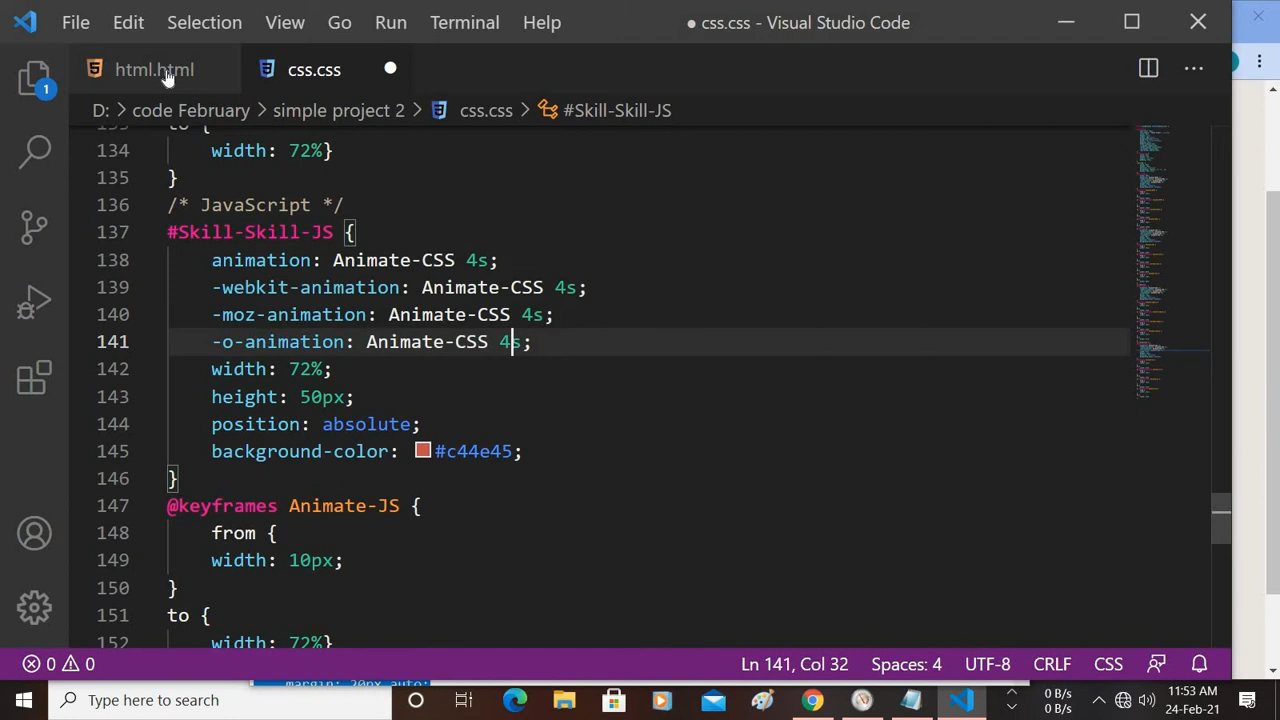 File Edit Selection View Go Run Terminal Help ● css.css - Visual Studio Code
html.html css.css
1
D: > code February > simple project 2 > css.css > #Skill-Skill-JS
to {
134 width: 72%}
135 }
136 /* JavaScript */
137 #Skill-Skill-JS {
138 animation: Animate-CSS 4s;
139 -webkit-animation: Animate-CSS 4s;
140 -moz-animation: Animate-CSS 4s;
141 -o-animation: Animate-CSS 4s;
142 width: 72%;
143 height: 50px;
144 position: absolute;
145 background-color: #c44e45;
146 }
147 @keyframes Animate-JS {
148 from {
149 width: 10px;
150 }
151 to {
152 width: 72%}
0 0 Ln 141, Col 32 Spaces: 4 UTF-8 CRLF CSS
margin: 20px auto;
Type here to search
0 B/s
0 B/s
11:53 AM
24-Feb-21